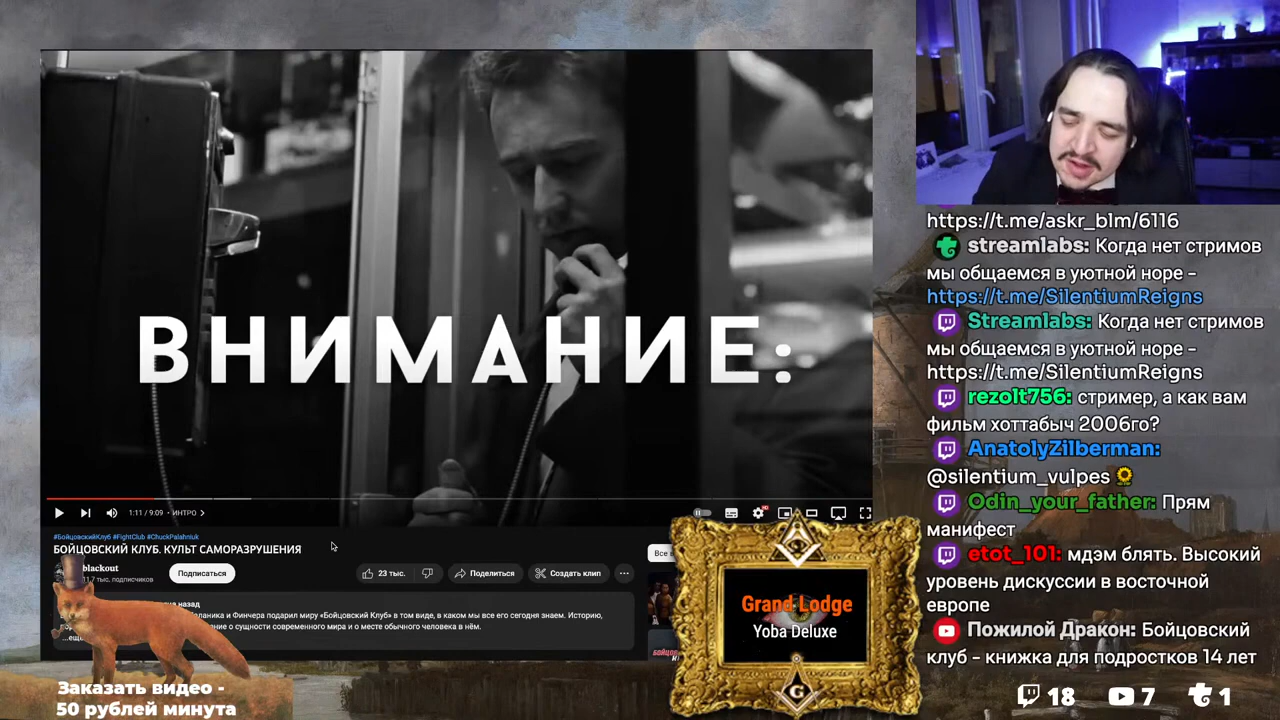 ВНИМАНИЕ:
1:11 / 9:09 • ИНТРО
#БойцовскийКлуб #FightClub #ChuckPalahniuk
БОЙЦОВСКИЙ КЛУБ. КУЛЬТ САМОРАЗРУШЕНИЯ
blackout
подписчиков
Подписаться
23 тыс.
Поделиться
Создать клип
Все
назад
и Финчера подарил миру «Бойцовский Клуб» в том виде, в каком мы все его сегодня знаем. Историю,
о сущности современного мира и о месте обычного человека в нём.
Заказать видео -
50 рублей минута
Grand Lodge
Yoba Deluxe
G
https://t.me/askr_blm/6116
streamlabs: Когда нет стримов
мы общаемся в уютной норе -
https://t.me/SilentiumReigns
Streamlabs: Когда нет стримов
мы общаемся в уютной норе -
https://t.me/SilentiumReigns
rezolt756: стример, а как вам
фильм хоттабыч 2006го?
AnatolyZilberman:
@silentium_vulpes
Odin_your_father: Прям
манифест
etot_101: мдэм блять. Высокий
уровень дискуссии в восточной
европе
Пожилой Дракон: Бойцовский
клуб - книжка для подростков 14 лет
18 7 1